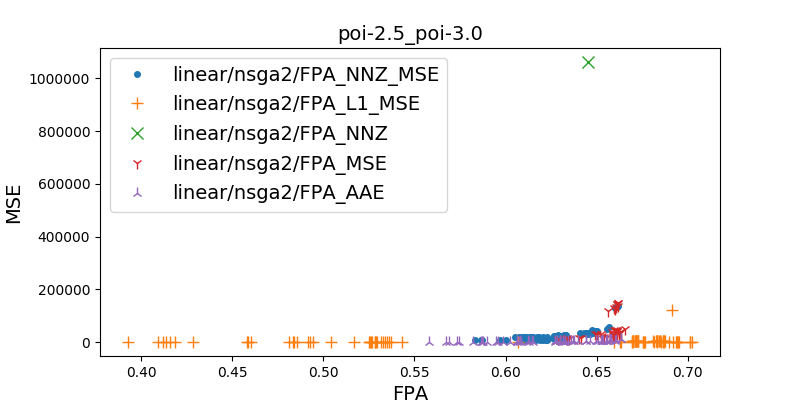 poi-2.5_poi-3.0
linear/nsga2/FPA_NNZ_MSE
linear/nsga2/FPA_L1_MSE
linear/nsga2/FPA_NNZ
linear/nsga2/FPA_MSE
linear/nsga2/FPA_AAE
MSE
1000000
800000
600000
400000
200000
0
0.40 0.45 0.50 0.55 0.60 0.65 0.70
FPA